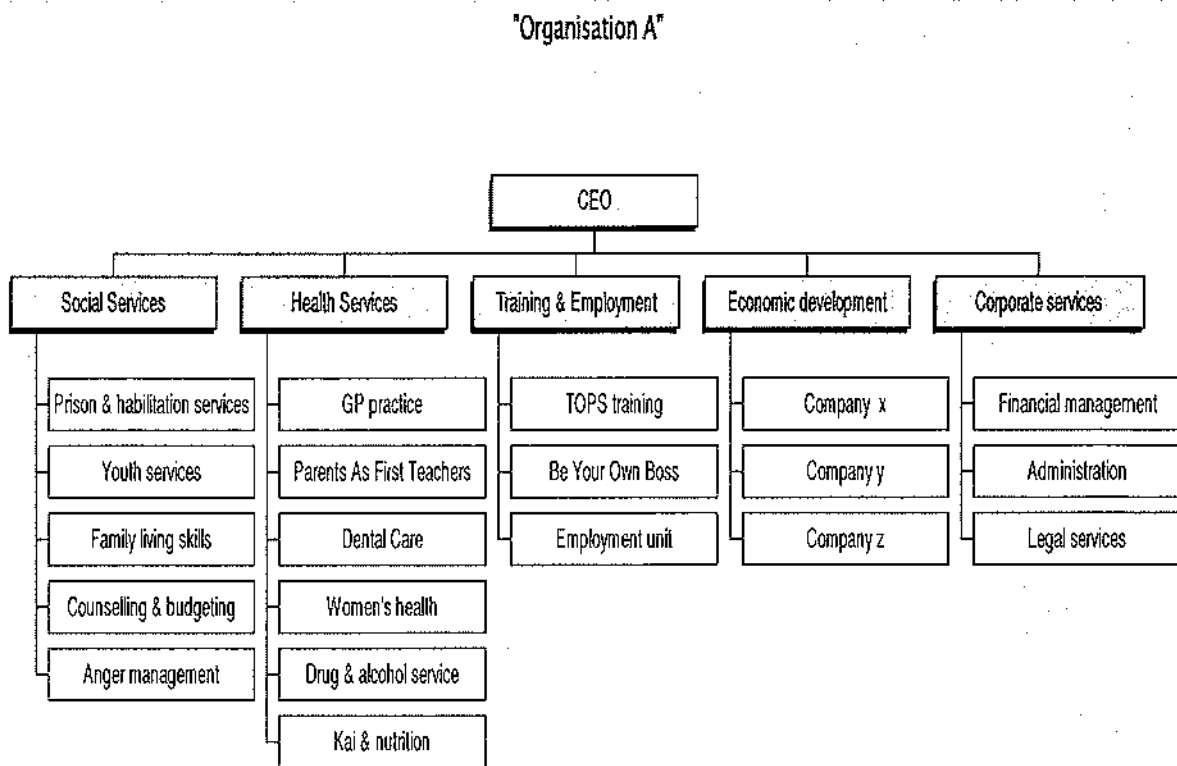 "Organisation A"
CEO
Social Services
Health Services
Training & Employment
Economic development
Corporate services
Prison & habilitation services
GP practice
TOPS training
Company x
Financial management
Youth services
Parents As First Teachers
Be Your Own Boss
Company y
Administration
Family living skills
Dental Care
Employment unit
Company z
Legal services
Counselling & budgeting
Women's health
Anger management
Drug & alcohol service
Kai & nutrition